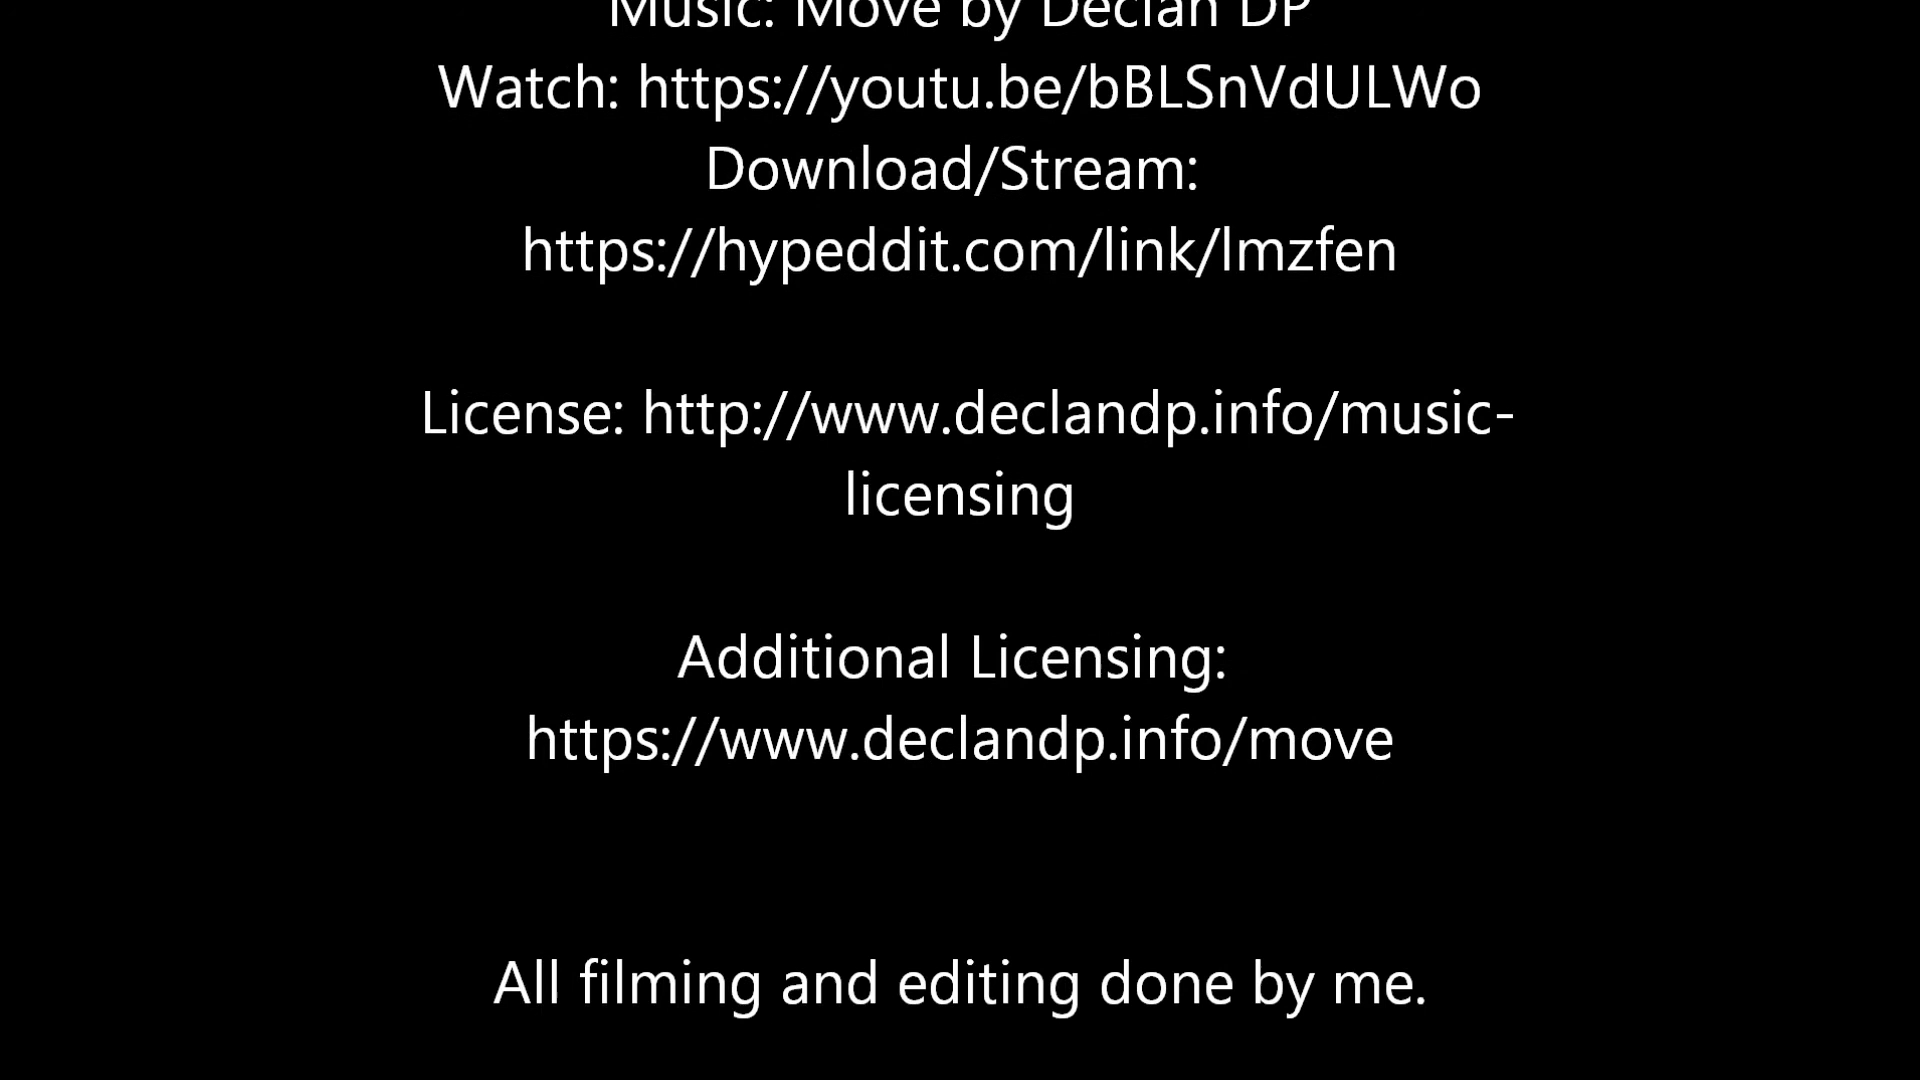 Music: Move by Declan DP
Watch: https://youtu.be/bBLSnVdULWo
Download/Stream:
https://hypeddit.com/link/lmzfen
License: http://www.declandp.info/music-
licensing
Additional Licensing:
https://www.declandp.info/move
All filming and editing done by me.